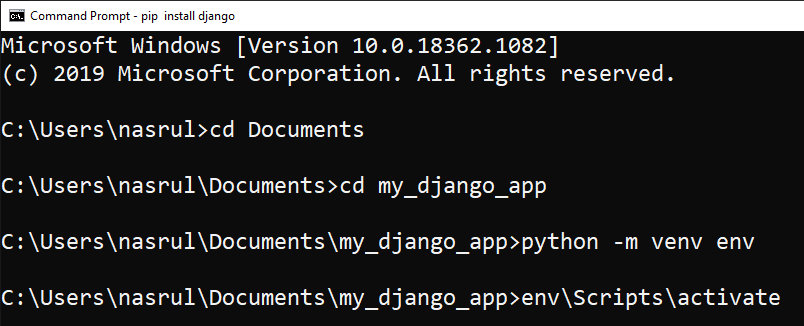 Command Prompt - pip  install django
Microsoft Windows [Version 10.0.18362.1082]
(c) 2019 Microsoft Corporation. All rights reserved.
C:\Users\nasrul>cd Documents
C:\Users\nasrul\Documents>cd my_django_app
C:\Users\nasrul\Documents\my_django_app>python -m venv env
C:\Users\nasrul\Documents\my_django_app>env\Scripts\activate